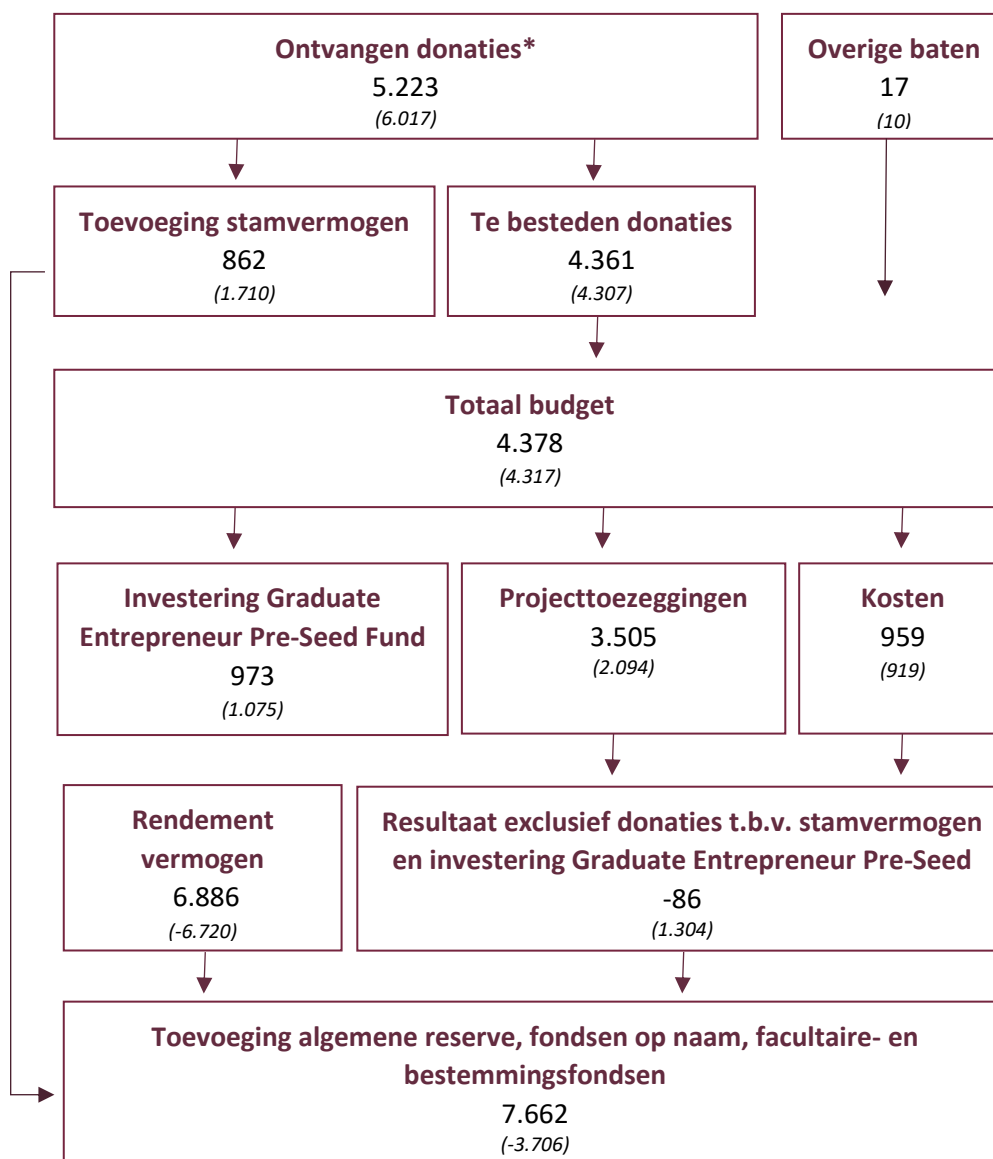 Ontvangen donaties*
5.223
(6.017)
Overige baten
17
(10)
Toevoeging stamvermogen
862
(1.710)
Te besteden donaties
4.361
(4.307)
Totaal budget
4.378
(4.317)
Investering Graduate
Entrepreneur Pre-Seed Fund
973
(1.075)
Projecttoezeggingen
3.505
(2.094)
Kosten
959
(919)
Rendement
vermogen
6.886
(-6.720)
Resultaat exclusief donaties t.b.v. stamvermogen
en investering Graduate Entrepreneur Pre-Seed
-86
(1.304)
Toevoeging algemene reserve, fondsen op naam, facultaire- en
bestemmingsfondsen
7.662
(-3.706)